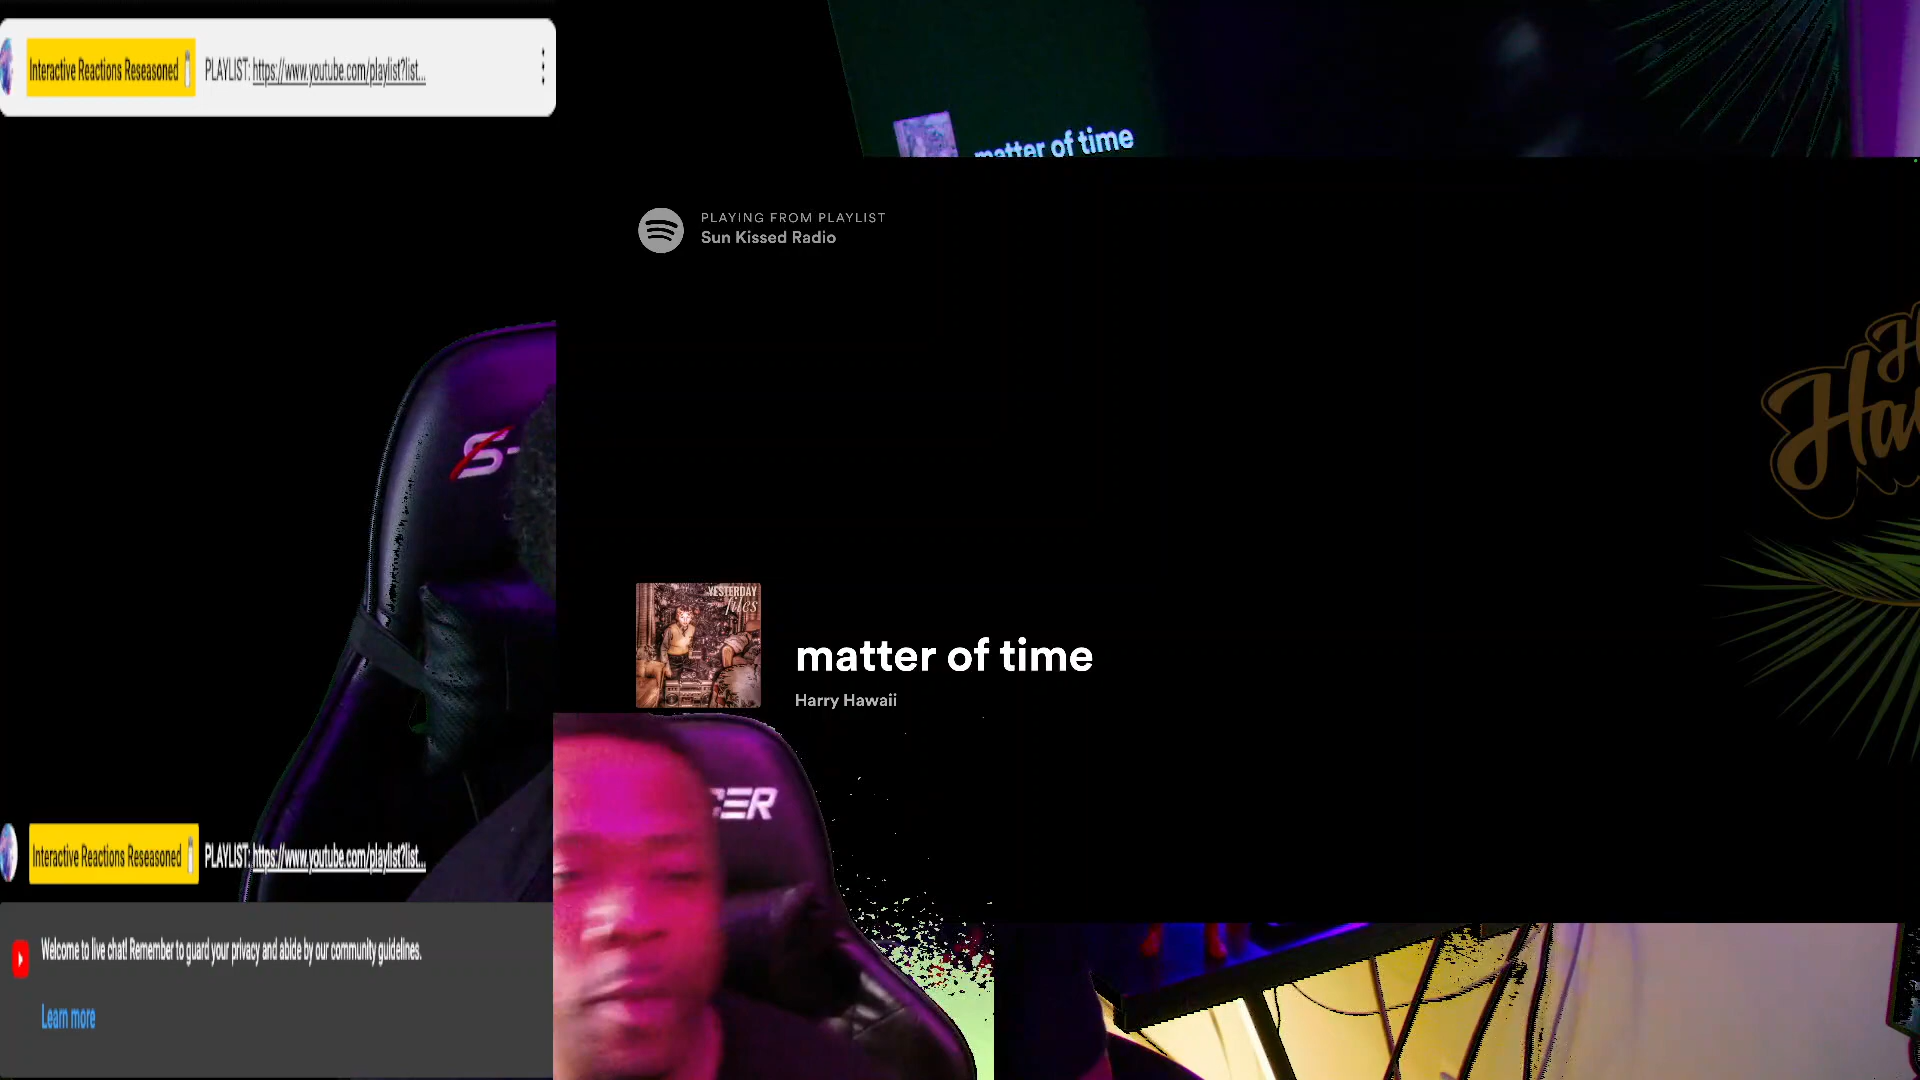 Interactive Reactions Reseasoned PLAYLIST: https://www.youtube.com/playlist?list...
matter of time
PLAYING FROM PLAYLIST
Sun Kissed Radio
YESTERDAY
files
matter of time
Harry Hawaii
Interactive Reactions Reseasoned PLAYLIST: https://www.youtube.com/playlist?list...
Welcome to live chat! Remember to guard your privacy and abide by our community guidelines.
Learn more